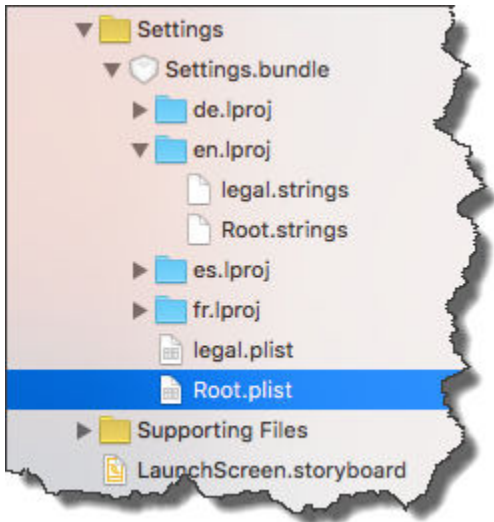 Settings
Settings.bundle
de.lproj
en.lproj
legal.strings
Root.strings
es.lproj
fr.lproj
legal.plist
Root.plist
Supporting Files
LaunchScreen.storyboard